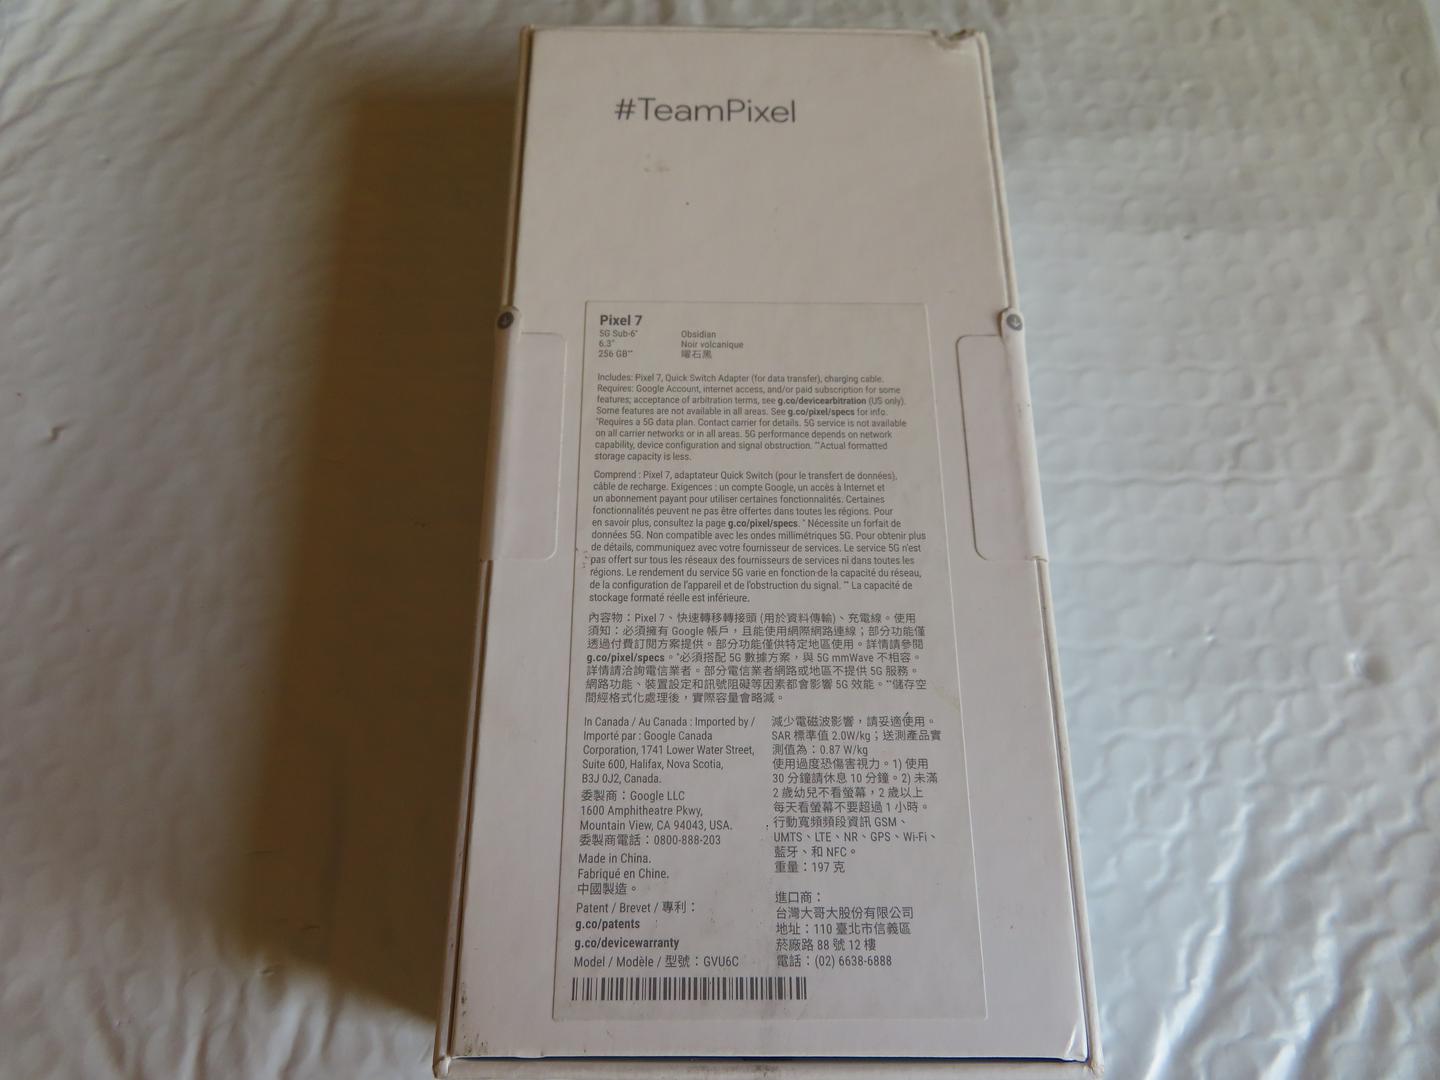 #TeamPixel
Pixel 7
5G Sub-6*
6.3"
256 GB**
Obsidian
Noir volcanique
曜石黑
Includes: Pixel 7, Quick Switch Adapter (for data transfer), charging cable.
Requires: Google Account, internet access, and/or paid subscription for some
features; acceptance of arbitration terms, see g.co/devicearbitration (US only).
Some features are not available in all areas. See g.co/pixel/specs for info.
*Requires a 5G data plan. Contact carrier for details. 5G service is not available
on all carrier networks or in all areas. 5G performance depends on network
capability, device configuration and signal obstruction. **Actual formatted
storage capacity is less.
Comprend : Pixel 7, adaptateur Quick Switch (pour le transfert de données),
câble de recharge. Exigences : un compte Google, un accès à Internet et
un abonnement payant pour utiliser certaines fonctionnalités. Certaines
fonctionnalités peuvent ne pas être offertes dans toutes les régions. Pour
en savoir plus, consultez la page g.co/pixel/specs. * Nécessite un forfait de
données 5G. Non compatible avec les ondes millimétriques 5G. Pour obtenir plus
de détails, communiquez avec votre fournisseur de services. Le service 5G n'est
pas offert sur tous les réseaux des fournisseurs de services ni dans toutes les
régions. Le rendement du service 5G varie en fonction de la capacité du réseau,
de la configuration de l'appareil et de l'obstruction du signal. ** La capacité de
stockage formaté réelle est inférieure.
內容物：Pixel 7、快速轉移轉接頭 (用於資料傳輸)、充電線。使用
須知：必須擁有 Google 帳戶，且能使用網際網路連線；部分功能僅
透過付費訂閱方案提供。部分功能僅供特定地區使用。詳情請參閱
g.co/pixel/specs。*必須搭配 5G 數據方案，與 5G mmWave 不相容。
詳情請洽詢電信業者。部分電信業者網路或地區不提供 5G 服務。
網路功能、裝置設定和訊號阻礙等因素都會影響 5G 效能。**儲存空
間經格式化處理後，實際容量會略減。
In Canada / Au Canada : Imported by /
Importé par : Google Canada
Corporation, 1741 Lower Water Street,
Suite 600, Halifax, Nova Scotia,
B3J 0J2, Canada.
委製商：Google LLC
1600 Amphitheatre Pkwy,
Mountain View, CA 94043, USA.
委製商電話：0800-888-203
Made in China.
Fabriqué en Chine.
中國製造。
Patent / Brevet / 專利：
g.co/patents
g.co/devicewarranty
Model / Modèle / 型號：GVU6C
減少電磁波影響，請妥適使用。
SAR 標準值 2.0W/kg；送測產品實
測值為：0.87 W/kg
使用過度恐傷害視力。1) 使用
30 分鐘請休息 10 分鐘。2) 未滿
2 歲幼兒不看螢幕，2 歲以上
每天看螢幕不要超過 1 小時。
行動寬頻頻段資訊 GSM、
UMTS、LTE、NR、GPS、Wi-Fi、
藍牙、和 NFC。
重量：197 克
進口商：
台灣大哥大股份有限公司
地址：110 臺北市信義區
菸廠路 88 號 12 樓
電話：(02) 6638-6888